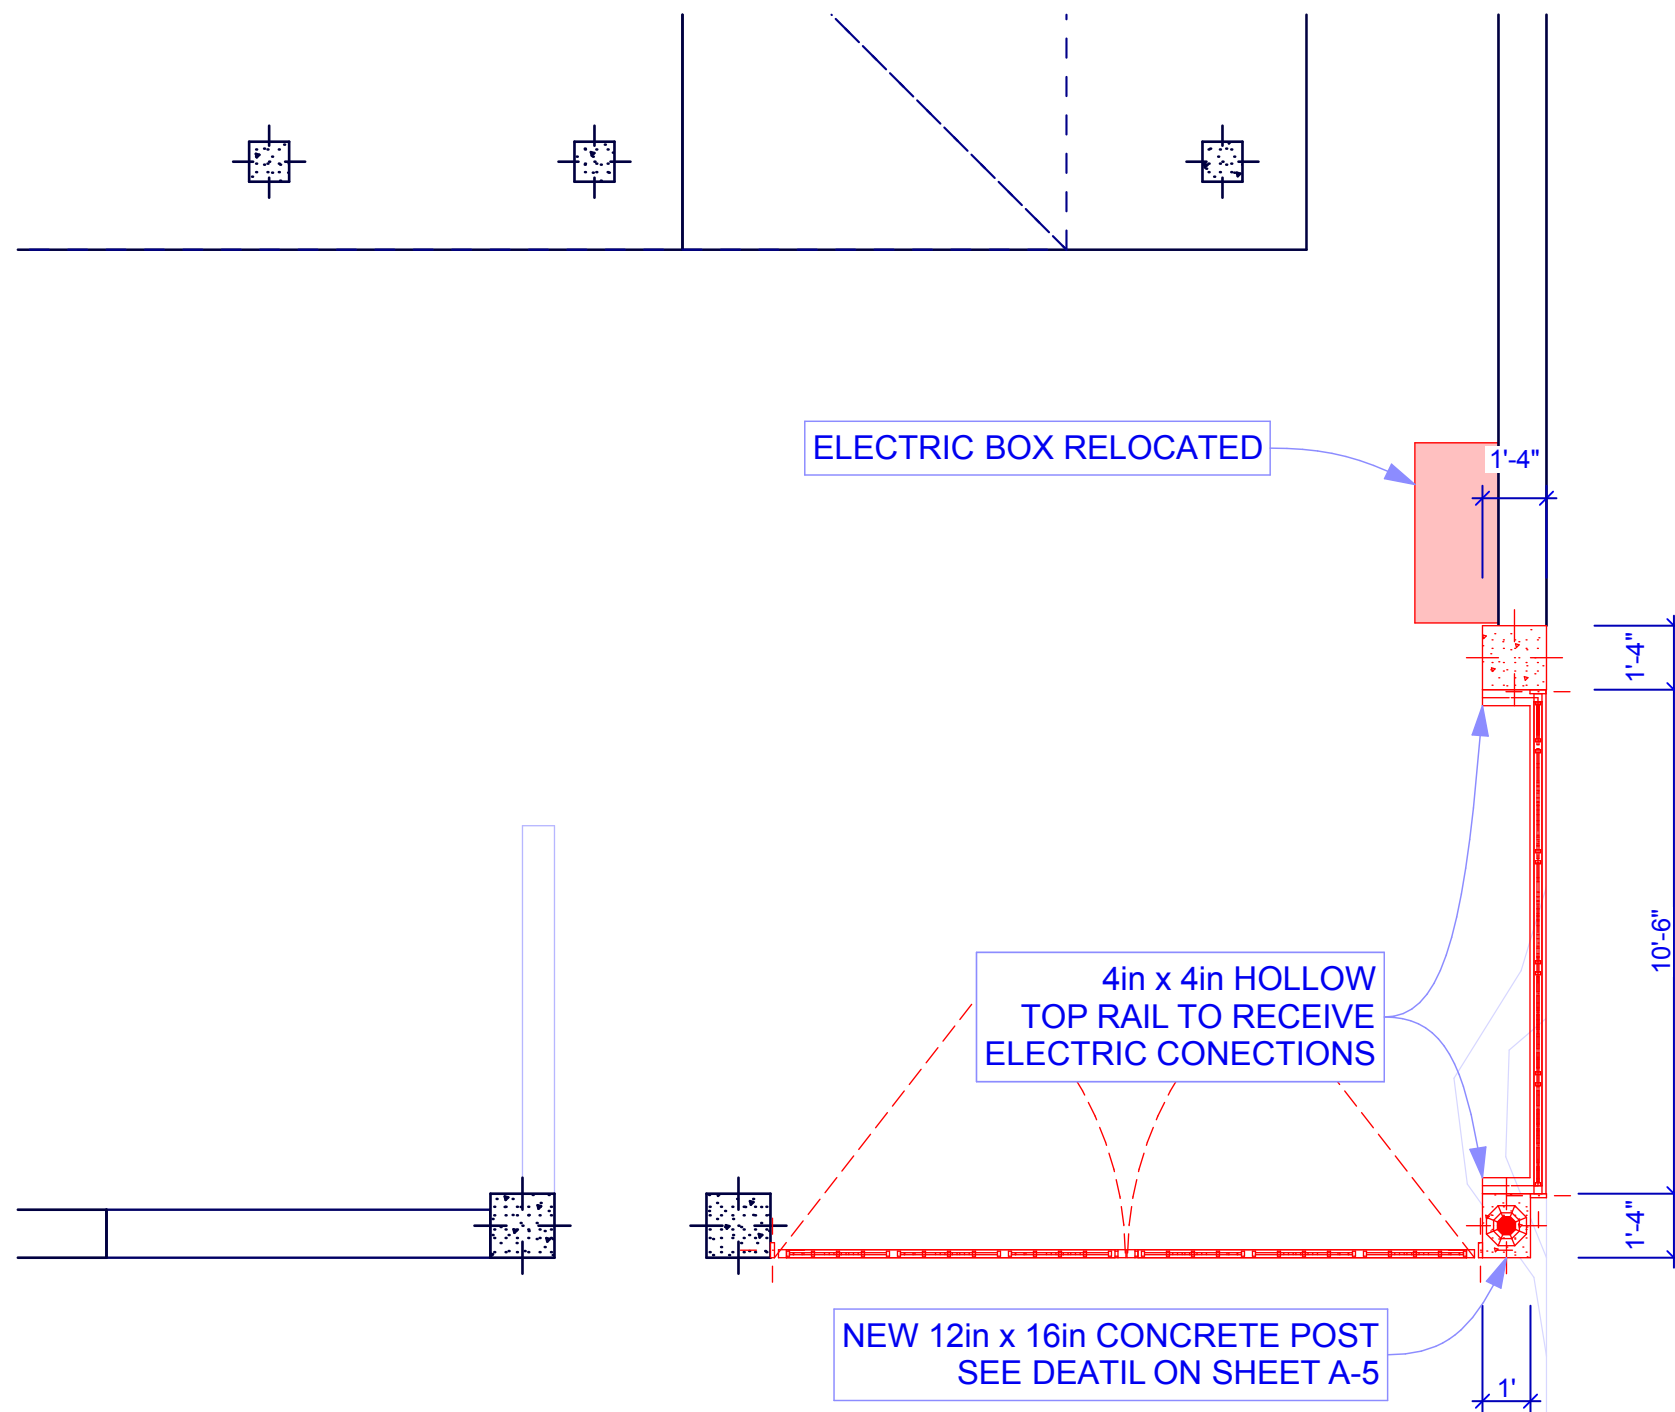 ELECTRIC BOX RELOCATED
1'-4"
1'-4"
10'-6"
4in x 4in HOLLOW
TOP RAIL TO RECEIVE
ELECTRIC CONECTIONS
1'-4"
NEW 12in x 16in CONCRETE POST
SEE DEATIL ON SHEET A-5
1'